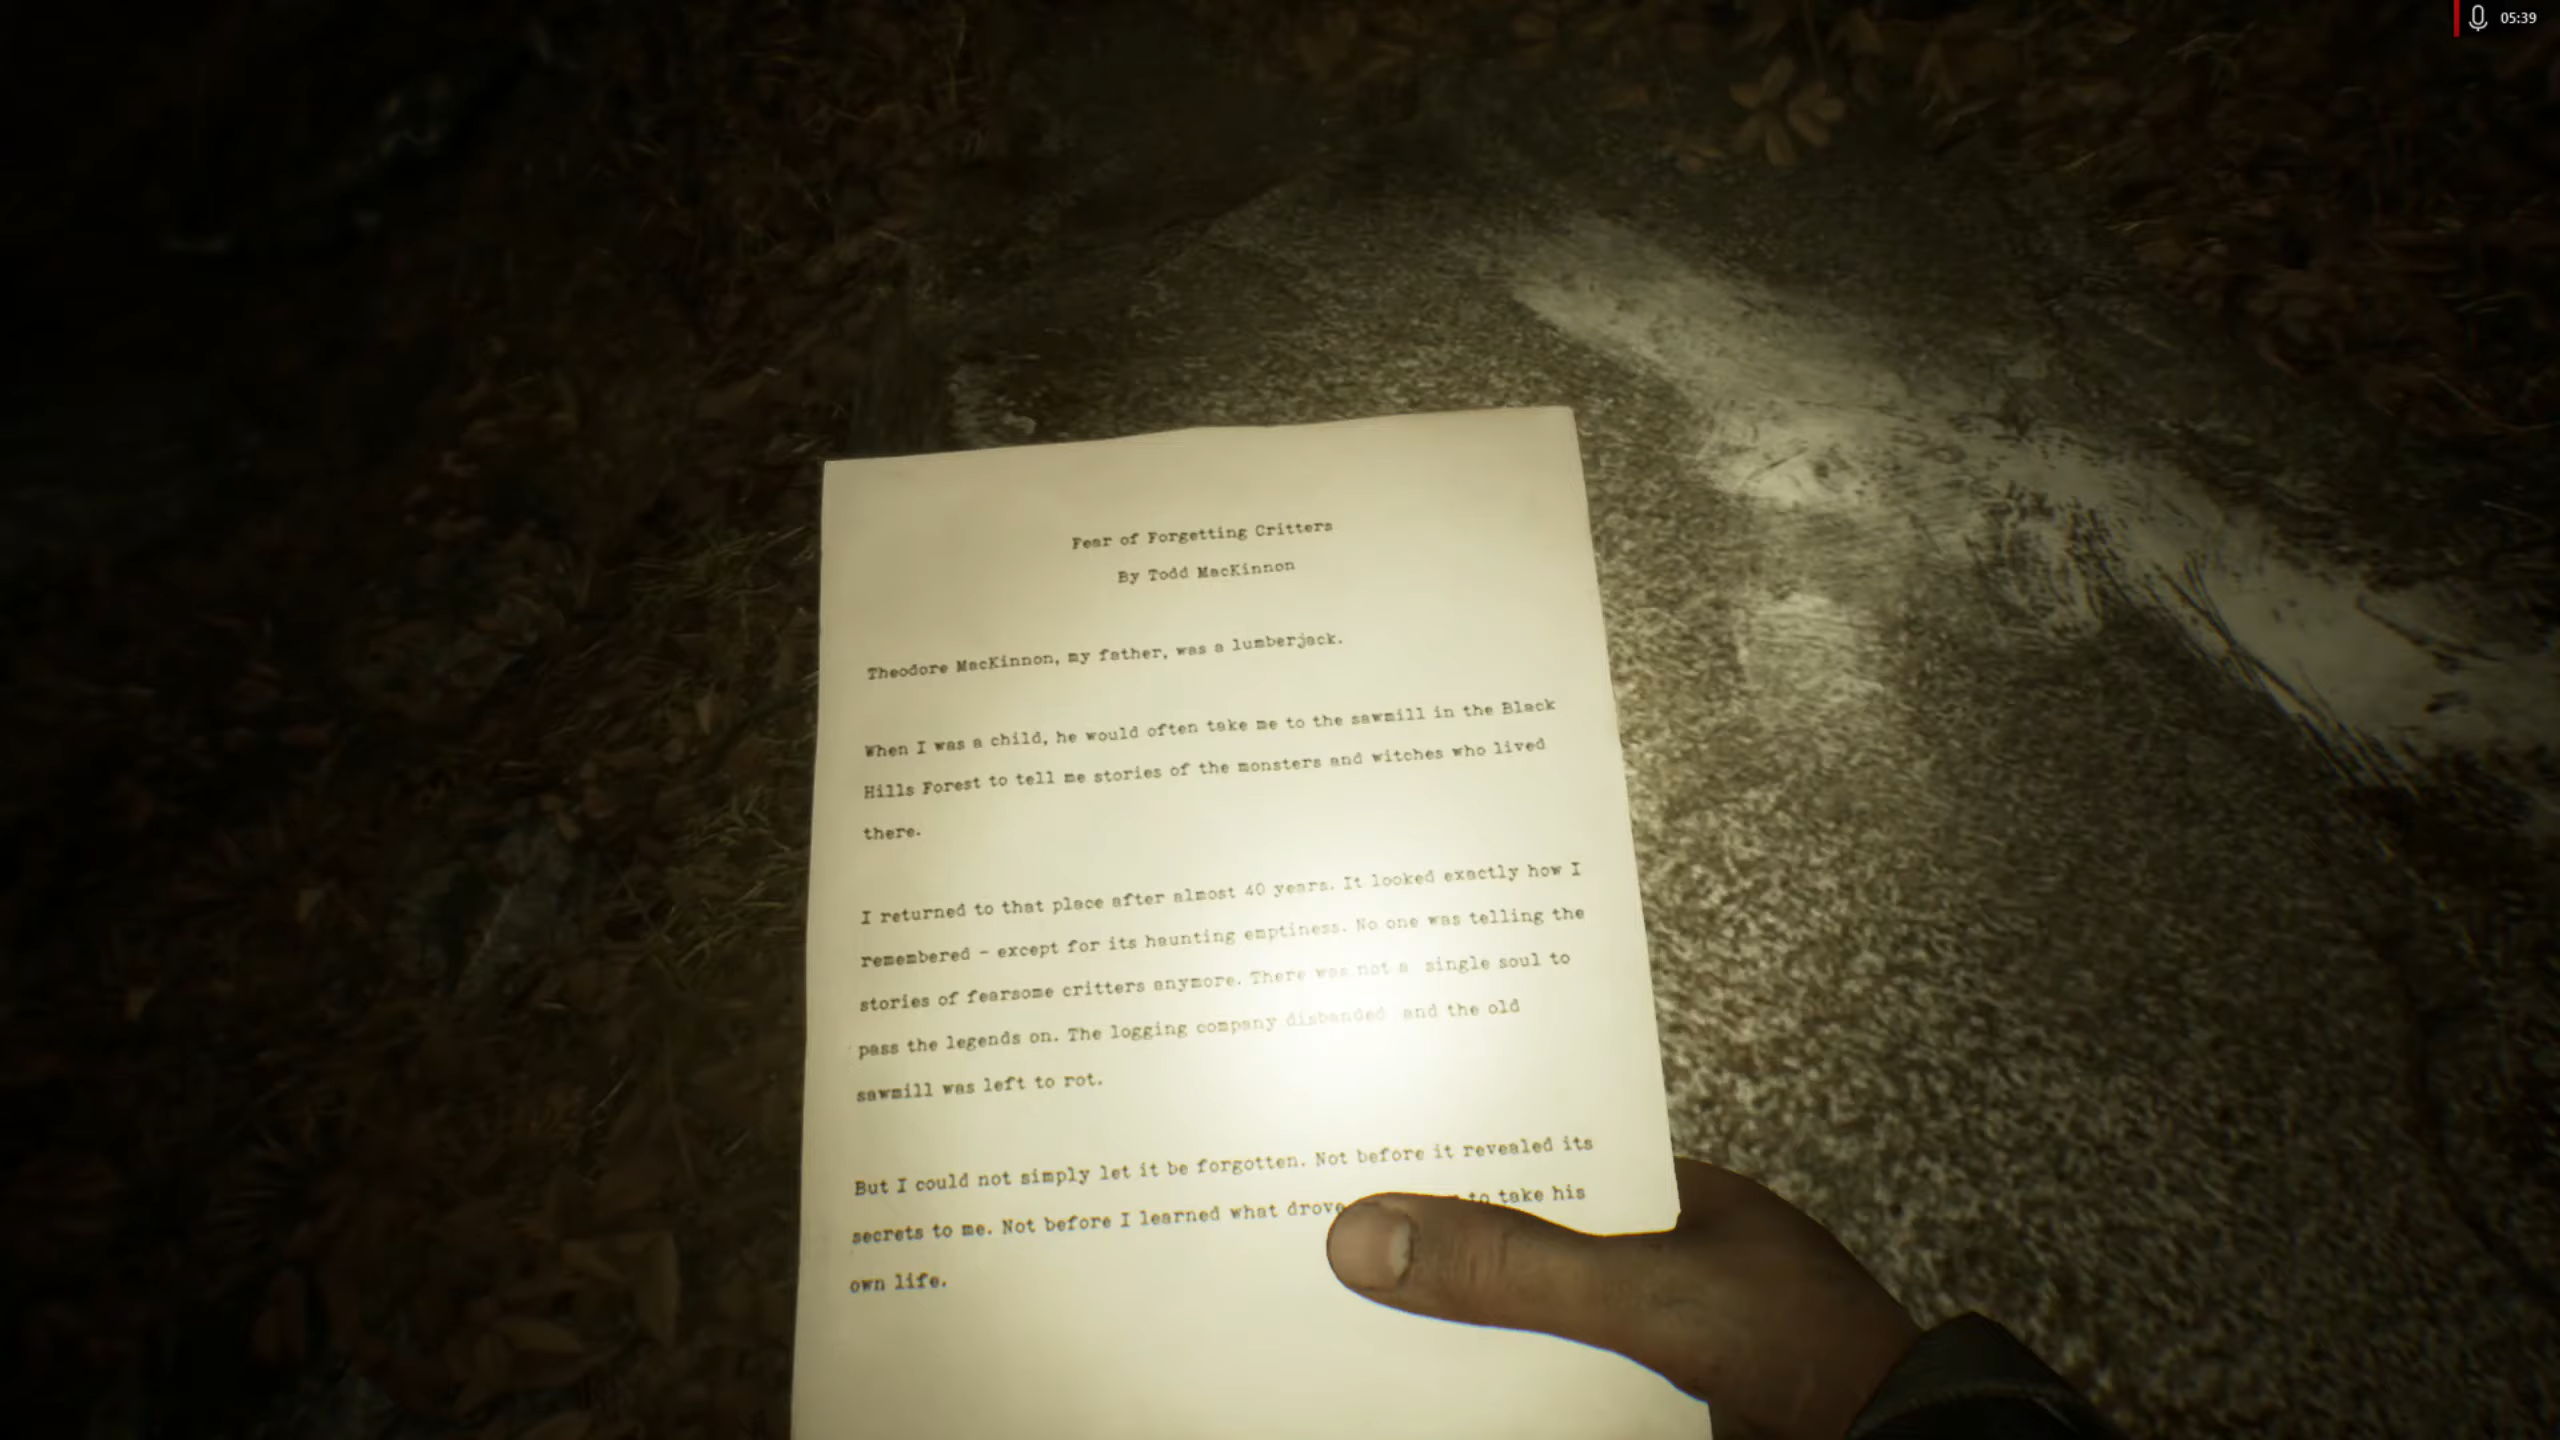 05:39
Fear of Forgetting Critters
By Todd MacKinnon
Theodore MacKinnon, my father, was a lumberjack.
When I was a child, he would often take me to the sawmill in the Black
Hills Forest to tell me stories of the monsters and witches who lived
there.
I returned to that place after almost 40 years. It looked exactly how I
remembered - except for its haunting emptiness. No one was telling the
stories of fearsome critters anymore. There was not a single soul to
pass the legends on. The logging company disbanded and the old
sawmill was left to rot.
But I could not simply let it be forgotten. Not before it revealed its
secrets to me. Not before I learned what drove to take his
own life.